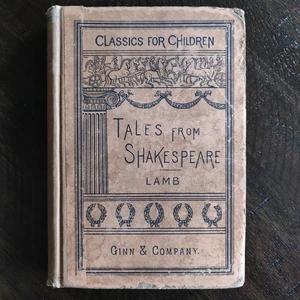 CLASSICS FOR CHILDREN
TALES FROM
SHAKESPEARE
LAMB
GINN & COMPANY.